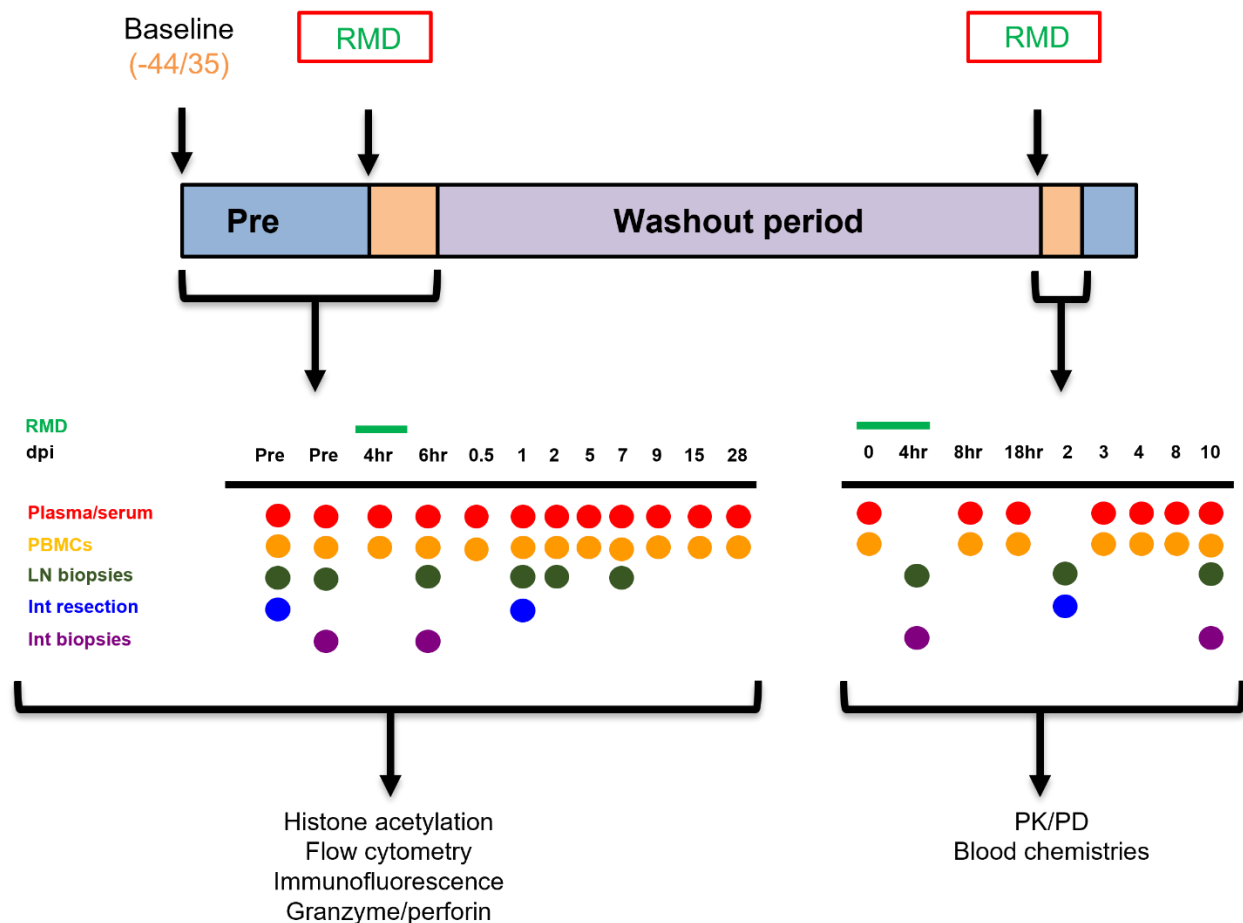 Baseline
(-44/35)
RMD
RMD
Pre
Washout period
RMD
dpi
Pre Pre 4hr 6hr 0.5 1 2 5 7 9 15 28
0 4hr 8hr 18hr 2 3 4 8 10
Plasma/serum
PBMCs
LN biopsies
Int resection
Int biopsies
Histone acetylation
Flow cytometry
Immunofluorescence
Granzyme/perforin
PK/PD
Blood chemistries